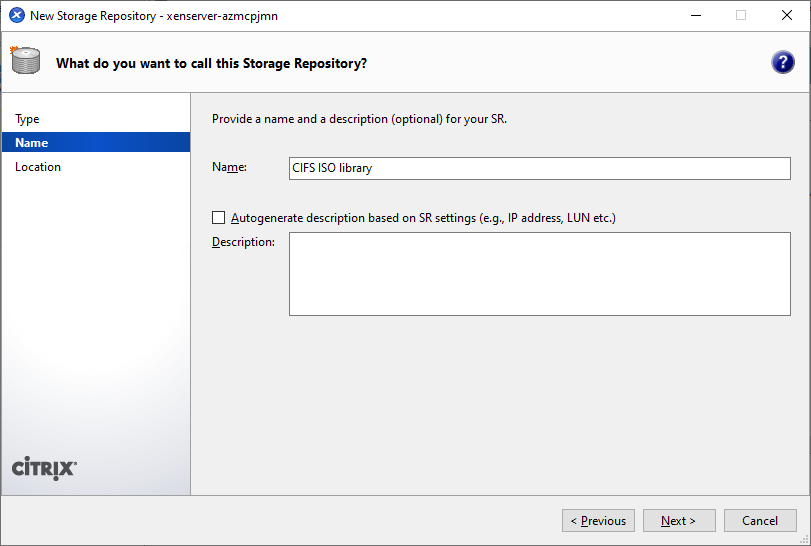 New Storage Repository - xenserver-azmcpjmn
What do you want to call this Storage Repository?
?
Type
Name
Location
Provide a name and a description (optional) for your SR.
Name: CIFS ISO library
Autogenerate description based on SR settings (e.g., IP address, LUN etc.)
Description:
CİTRIX®
< Previous Next > Cancel